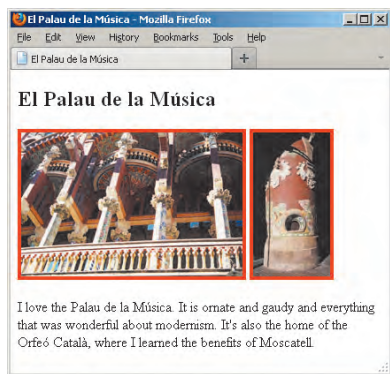 El Palau de la Música - Mozilla Firefox
File Edit View History Bookmarks Tools Help
El Palau de la Música
El Palau de la Música
I love the Palau de la Música. It is ornate and gaudy and everything
that was wonderful about modernism. It's also the home of the
Orfeó Català, where I learned the benefits of Moscatell.